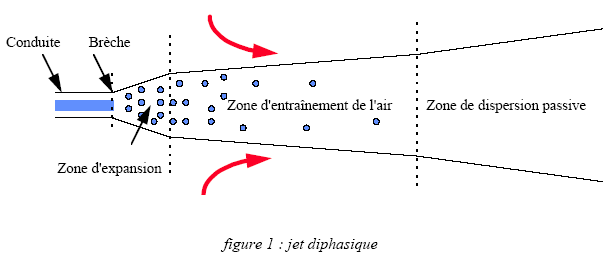 Conduite
Brèche
Zone d'entraînement de l'air
Zone de dispersion passive
Zone d'expansion
figure 1 : jet diphasique